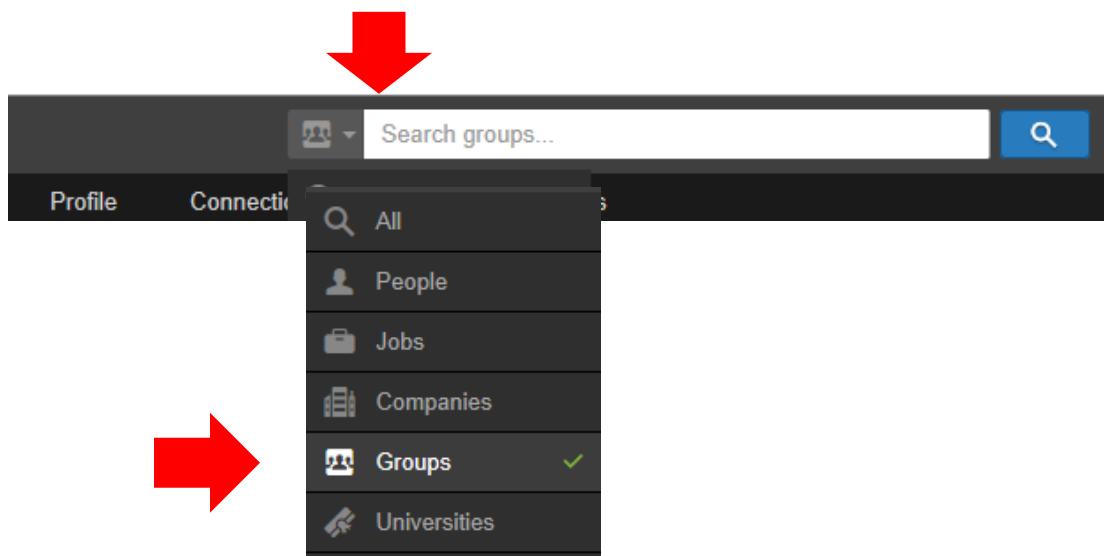 Search groups...
Profile Connectio s
All
People
Jobs
Companies
Groups
Universities